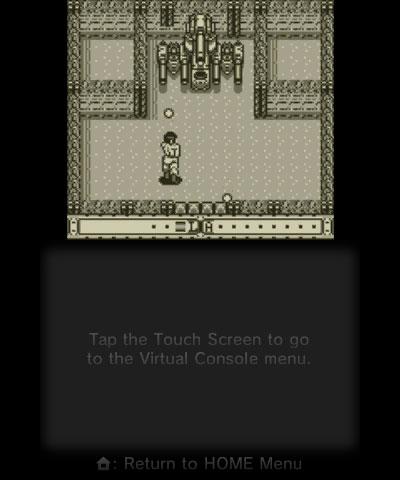 Tap the Touch Screen to go
to the Virtual Console menu.
: Return to HOME Menu